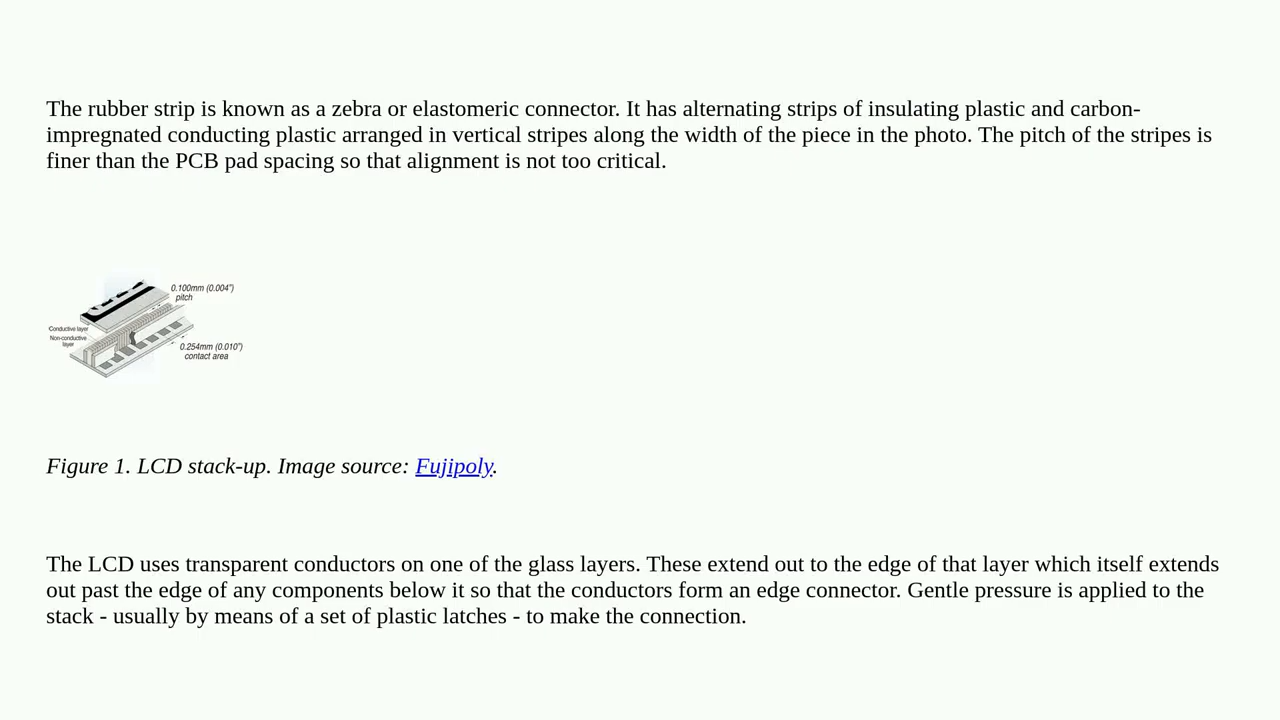 The rubber strip is known as a zebra or elastomeric connector. It has alternating strips of insulating plastic and carbon-
impregnated conducting plastic arranged in vertical stripes along the width of the piece in the photo. The pitch of the stripes is
finer than the PCB pad spacing so that alignment is not too critical.
0.100mm (0.004")
pitch
Conductive layer
Non-conductive
layer
0.254mm (0.010")
contact area
Figure 1. LCD stack-up. Image source: Fujipoly.
The LCD uses transparent conductors on one of the glass layers. These extend out to the edge of that layer which itself extends
out past the edge of any components below it so that the conductors form an edge connector. Gentle pressure is applied to the
stack - usually by means of a set of plastic latches - to make the connection.